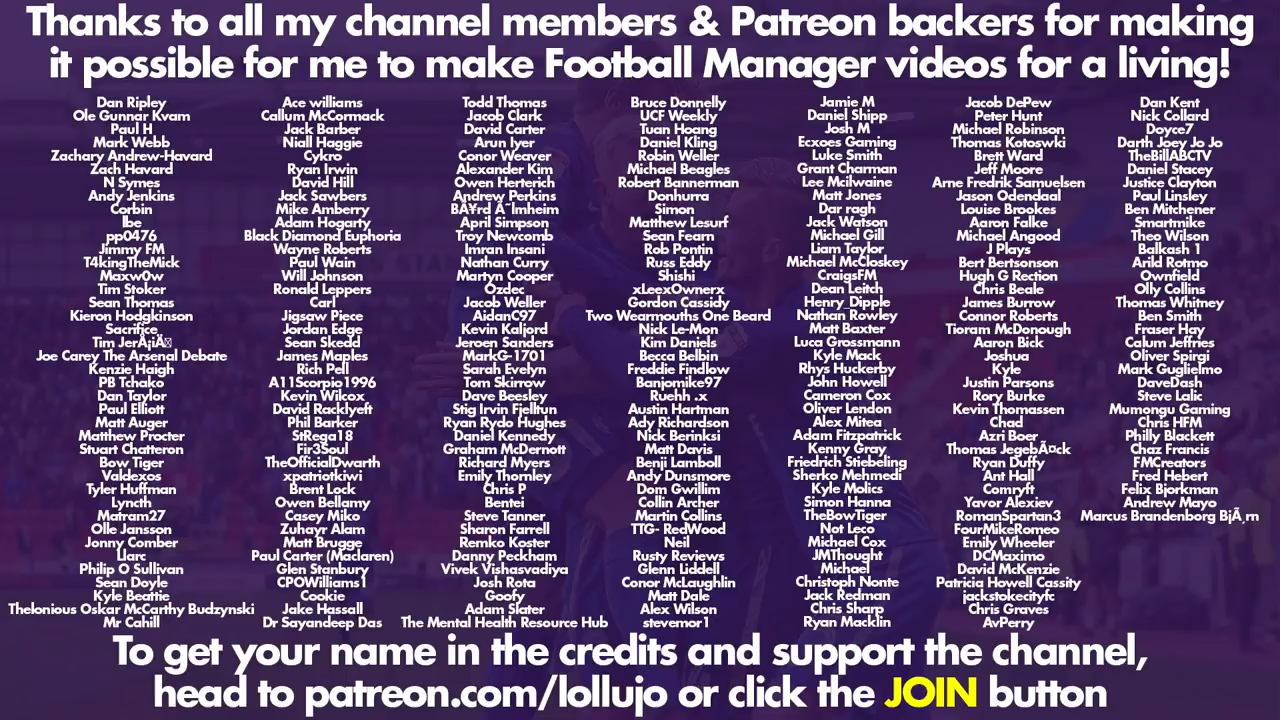 Thanks to all my channel members & Patreon backers for making
it possible for me to make Football Manager videos for a living!
Dan Ripley
Ole Gunnar Kvam
Paul H
Mark Webb
Zachary Andrew-Havard
Zach Havard
N Symes
Andy Jenkins
Corbin
lbe
pp0476
Jimmy FM
T4kingTheMick
Maxw0w
Tim Stoker
Sean Thomas
Kieron Hodgkinson
Sacrifice
Tim
Joe Carey The Arsenal Debate
Kenzie Haigh
PB Tchako
Dan Taylor
Paul Elliott
Matt Auger
Matthew Procter
Stuart Chatteron
Bow Tiger
Valdexos
Tyler Huffman
Lyncth
Matram27
Olle Jansson
Jonny Comber
Llarc
Philip O Sullivan
Sean Doyle
Kyle Beattie
Thelonious Oskar McCarthy Budzynski
Mr Cahill
Ace williams
Callum McCormack
Jack Barber
Niall Haggie
Cykro
Ryan Irwin
David Hill
Jack Sawbers
Mike Amberry
Adam Hogarty
Black Diamond Euphoria
Wayne Roberts
Paul Wain
Will Johnson
Ronald Leppers
Carl
Jigsaw Piece
Jordan Edge
Sean Skedd
James Maples
Rich Pell
A11Scorpio1996
Kevin Wilcox
David Racklyeft
Phil Barker
StRega18
Fir3Soul
TheOfficialDwarth
xpatriotkiwi
Brent Lock
Owen Bellamy
Casey Miko
Zuhayr Alam
Matt Brugge
Paul Carter (Maclaren)
Glen Stanbury
CPOWilliams1
Cookie
Jake Hassall
Dr Sayandeep Das
Todd Thomas
Jacob Clark
David Carter
Arun Iyer
Conor Weaver
Alexander Kim
Owen Herterich
Andrew Perkins
BÃ¥rd Ã˜lmheim
April Simpson
Troy Newcomb
Imran Insani
Nathan Curry
Martyn Cooper
Ozdec
Jacob Weller
AidanC97
Kevin Kaljord
Jeroen Sanders
MarkG-1701
Sarah Evelyn
Tom Skirrow
Dave Beesley
Stig Irvin Fjelltun
Ryan Rydo Hughes
Daniel Kennedy
Graham McDernott
Richard Myers
Emily Thornley
Chris P
Bentei
Steve Tanner
Sharon Farrell
Remko Koster
Danny Peckham
Vivek Vishasvadiya
Josh Rota
Goofy
Adam Slater
The Mental Health Resource Hub
Bruce Donnelly
UCF Weekly
Tuan Hoang
Daniel Kling
Robin Weller
Michael Beagles
Robert Bannerman
Donhurra
Simon
Matthew Lesurf
Sean Fearn
Rob Pontin
Russ Eddy
Shishi
xLeexOwnerx
Gordon Cassidy
Two Wearmouths One Beard
Nick Le-Mon
Kim Daniels
Becca Belbin
Freddie Findlow
Banjomike97
Ruehh .x
Austin Hartman
Ady Richardson
Nick Berinksi
Matt Davis
Benji Lamboll
Andy Dunsmore
Dom Gwillim
Collin Archer
Martin Collins
TTG- RedWood
Neil
Rusty Reviews
Glenn Liddell
Conor McLaughlin
Matt Dale
Alex Wilson
stevemor1
Jamie M
Daniel Shipp
Josh M
Ecxoes Gaming
Luke Smith
Grant Charman
Lee Mcilwaine
Matt Jones
Dar ragh
Jack Watson
Michael Gill
Liam Taylor
Michael McCloskey
CraigsFM
Dean Leitch
Henry Dipple
Nathan Rowley
Matt Baxter
Luca Grossmann
Kyle Mack
Rhys Huckerby
John Howell
Cameron Cox
Oliver Lendon
Alex Mitea
Adam Fitzpatrick
Kenny Gray
Friedrich Stiebeling
Sherko Mehmedi
Kyle Molics
Simon Hanna
TheBowTiger
Not Leco
Michael Cox
JMThought
Michael
Christoph Nonte
Jack Redman
Chris Sharp
Ryan Macklin
Jacob DePew
Peter Hunt
Michael Robinson
Thomas Kotoswki
Brett Ward
Jeff Moore
Arne Fredrik Samuelsen
Jason Odendaal
Louise Brookes
Aaron Falke
Michael Angood
J Plays
Bert Bertsonson
Hugh G Rection
Chris Beale
James Burrow
Connor Roberts
Tioram McDonough
Aaron Bick
Joshua
Kyle
Justin Parsons
Rory Burke
Kevin Thomassen
Chad
Azri Boer
Thomas JegebÃ¤ck
Ryan Duffy
Ant Hall
Comryft
Yavor Alexiev
RomanSpartan3
FourMikeRomeo
Emily Wheeler
DCMaximo
David McKenzie
Patricia Howell Cassity
jackstokecityfc
Chris Graves
AvPerry
Dan Kent
Nick Collard
Doyce7
Darth Joey Jo Jo
TheBillABCTV
Daniel Stacey
Justice Clayton
Paul Linsley
Ben Mitchener
Smartmike
Theo Wilson
Balkash 1
Arild Rotmo
Ownfield
Olly Collins
Thomas Whitney
Ben Smith
Fraser Hay
Calum Jeffries
Oliver Spirgi
Mark Guglielmo
DaveDash
Steve Lalic
Mumongu Gaming
Chris HFM
Philly Blackett
Chaz Francis
FMCreators
Fred Hebert
Felix Bjorkman
Andrew Mayo
Marcus Brandenborg BjÃ¸rn
To get your name in the credits and support the channel,
head to patreon.com/lollujo or click the JOIN button